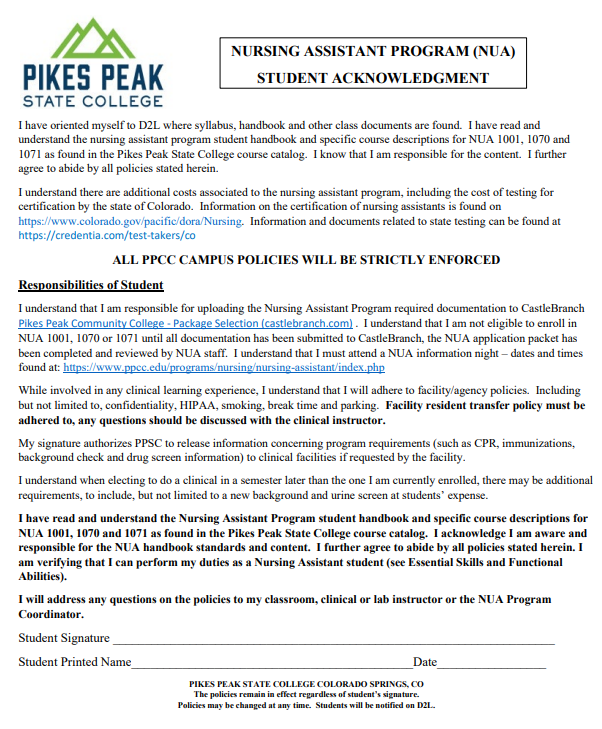 PIKES PEAK
STATE COLLEGE
NURSING ASSISTANT PROGRAM (NUA)
STUDENT ACKNOWLEDGMENT
I have oriented myself to D2L where syllabus, handbook and other class documents are found.  I have read and
understand the nursing assistant program student handbook and specific course descriptions for NUA 1001, 1070 and
1071 as found in the Pikes Peak State College course catalog.  I know that I am responsible for the content.  I further
agree to abide by all policies stated herein.
I understand there are additional costs associated to the nursing assistant program, including the cost of testing for
certification by the state of Colorado.  Information on the certification of nursing assistants is found on
https://www.colorado.gov/pacific/dora/Nursing.  Information and documents related to state testing can be found at
https://credentia.com/test-takers/co
ALL PPCC CAMPUS POLICIES WILL BE STRICTLY ENFORCED
Responsibilities of Student
I understand that I am responsible for uploading the Nursing Assistant Program required documentation to CastleBranch
Pikes Peak Community College - Package Selection (castlebranch.com) .  I understand that I am not eligible to enroll in
NUA 1001, 1070 or 1071 until all documentation has been submitted to CastleBranch, the NUA application packet has
been completed and reviewed by NUA staff.  I understand that I must attend a NUA information night – dates and times
found at: https://www.ppcc.edu/programs/nursing/nursing-assistant/index.php
While involved in any clinical learning experience, I understand that I will adhere to facility/agency policies.  Including
but not limited to, confidentiality, HIPAA, smoking, break time and parking.  Facility resident transfer policy must be
adhered to, any questions should be discussed with the clinical instructor.
My signature authorizes PPSC to release information concerning program requirements (such as CPR, immunizations,
background check and drug screen information) to clinical facilities if requested by the facility.
I understand when electing to do a clinical in a semester later than the one I am currently enrolled, there may be additional
requirements, to include, but not limited to a new background and urine screen at students’ expense.
I have read and understand the Nursing Assistant Program student handbook and specific course descriptions for
NUA 1001, 1070 and 1071 as found in the Pikes Peak State College course catalog.  I acknowledge I am aware and
responsible for the NUA handbook standards and content.  I further agree to abide by all policies stated herein. I
am verifying that I can perform my duties as a Nursing Assistant student (see Essential Skills and Functional
Abilities).
I will address any questions on the policies to my classroom, clinical or lab instructor or the NUA Program
Coordinator.
Student Signature ______________________________
Student Printed Name______________________________Date__________________
PIKES PEAK STATE COLLEGE COLORADO SPRINGS, CO
The policies remain in effect regardless of student’s signature.
Policies may be changed at any time.  Students will be notified on D2L.